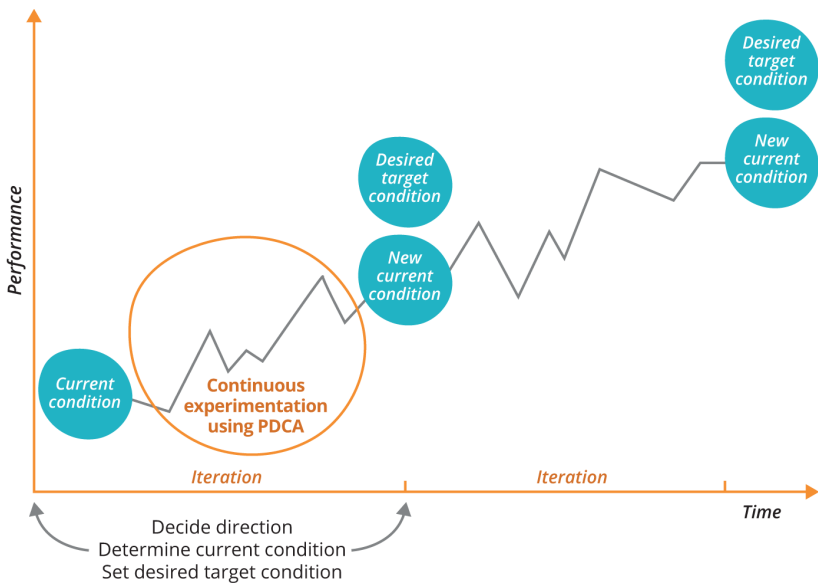 Desired
target
condition
New
current
condition
Desired
target
condition
New
current
condition
Current
condition
Continuous
experimentation
using PDCA
Performance
Iteration
Iteration
Time
Decide direction
Determine current condition
Set desired target condition